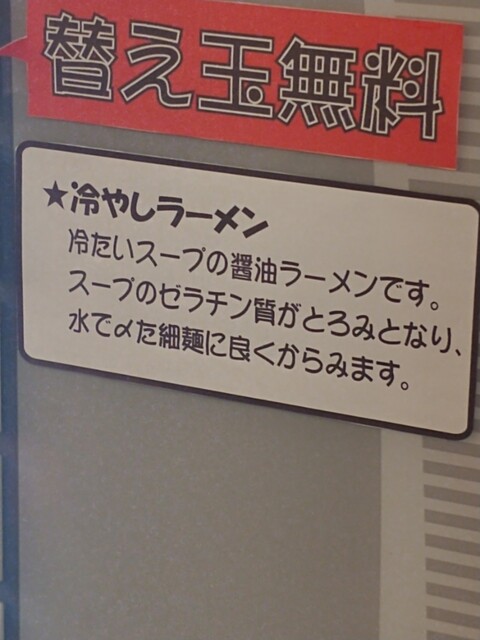 替え玉無料
★冷やしラーメン
冷たいスープの醤油ラーメンです。
スープのゼラチン質がとろみとなり、
水で〆た細麺に良くからみます。